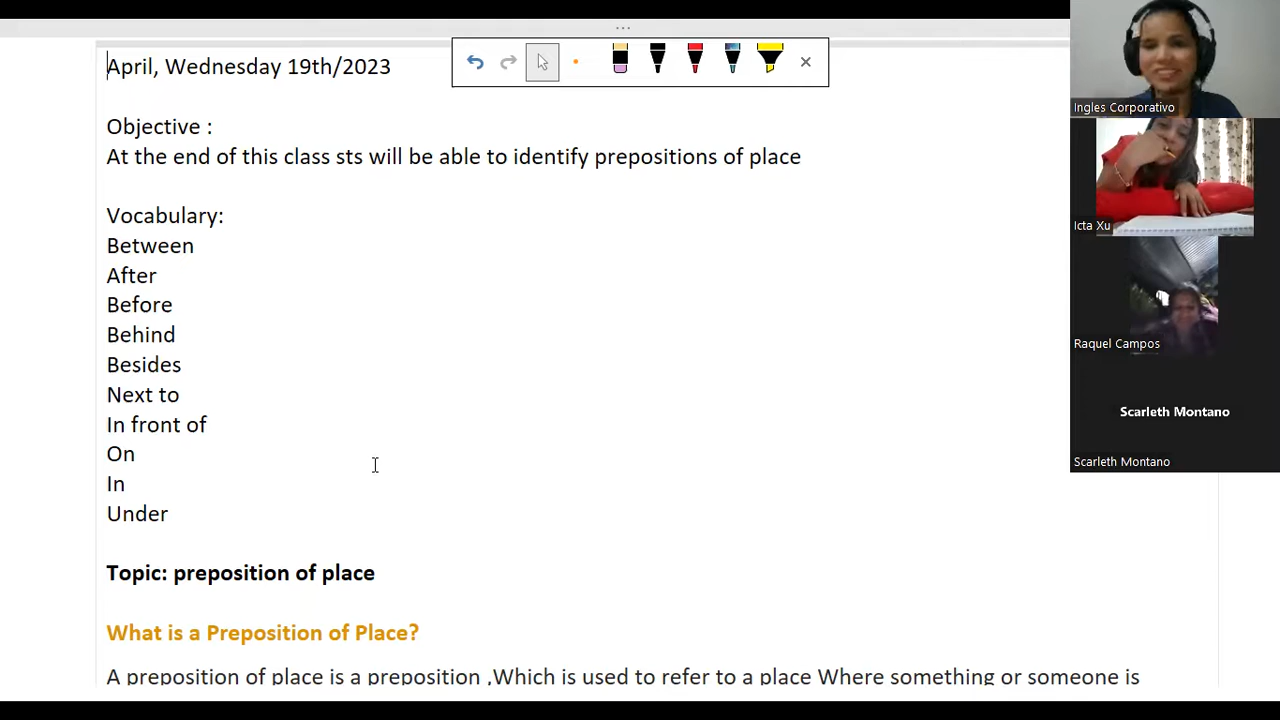 April, Wednesday 19th/2023
Objective :
At the end of this class sts will be able to identify prepositions of place
Vocabulary:
Between
After
Before
Behind
Besides
Next to
In front of
On
In
Under
Topic: preposition of place
What is a Preposition of Place?
A preposition of place is a preposition ,Which is used to refer to a place Where something or someone is
Ingles Corporativo
Icta Xu
Raquel Campos
Scarleth Montano
Scarleth Montano